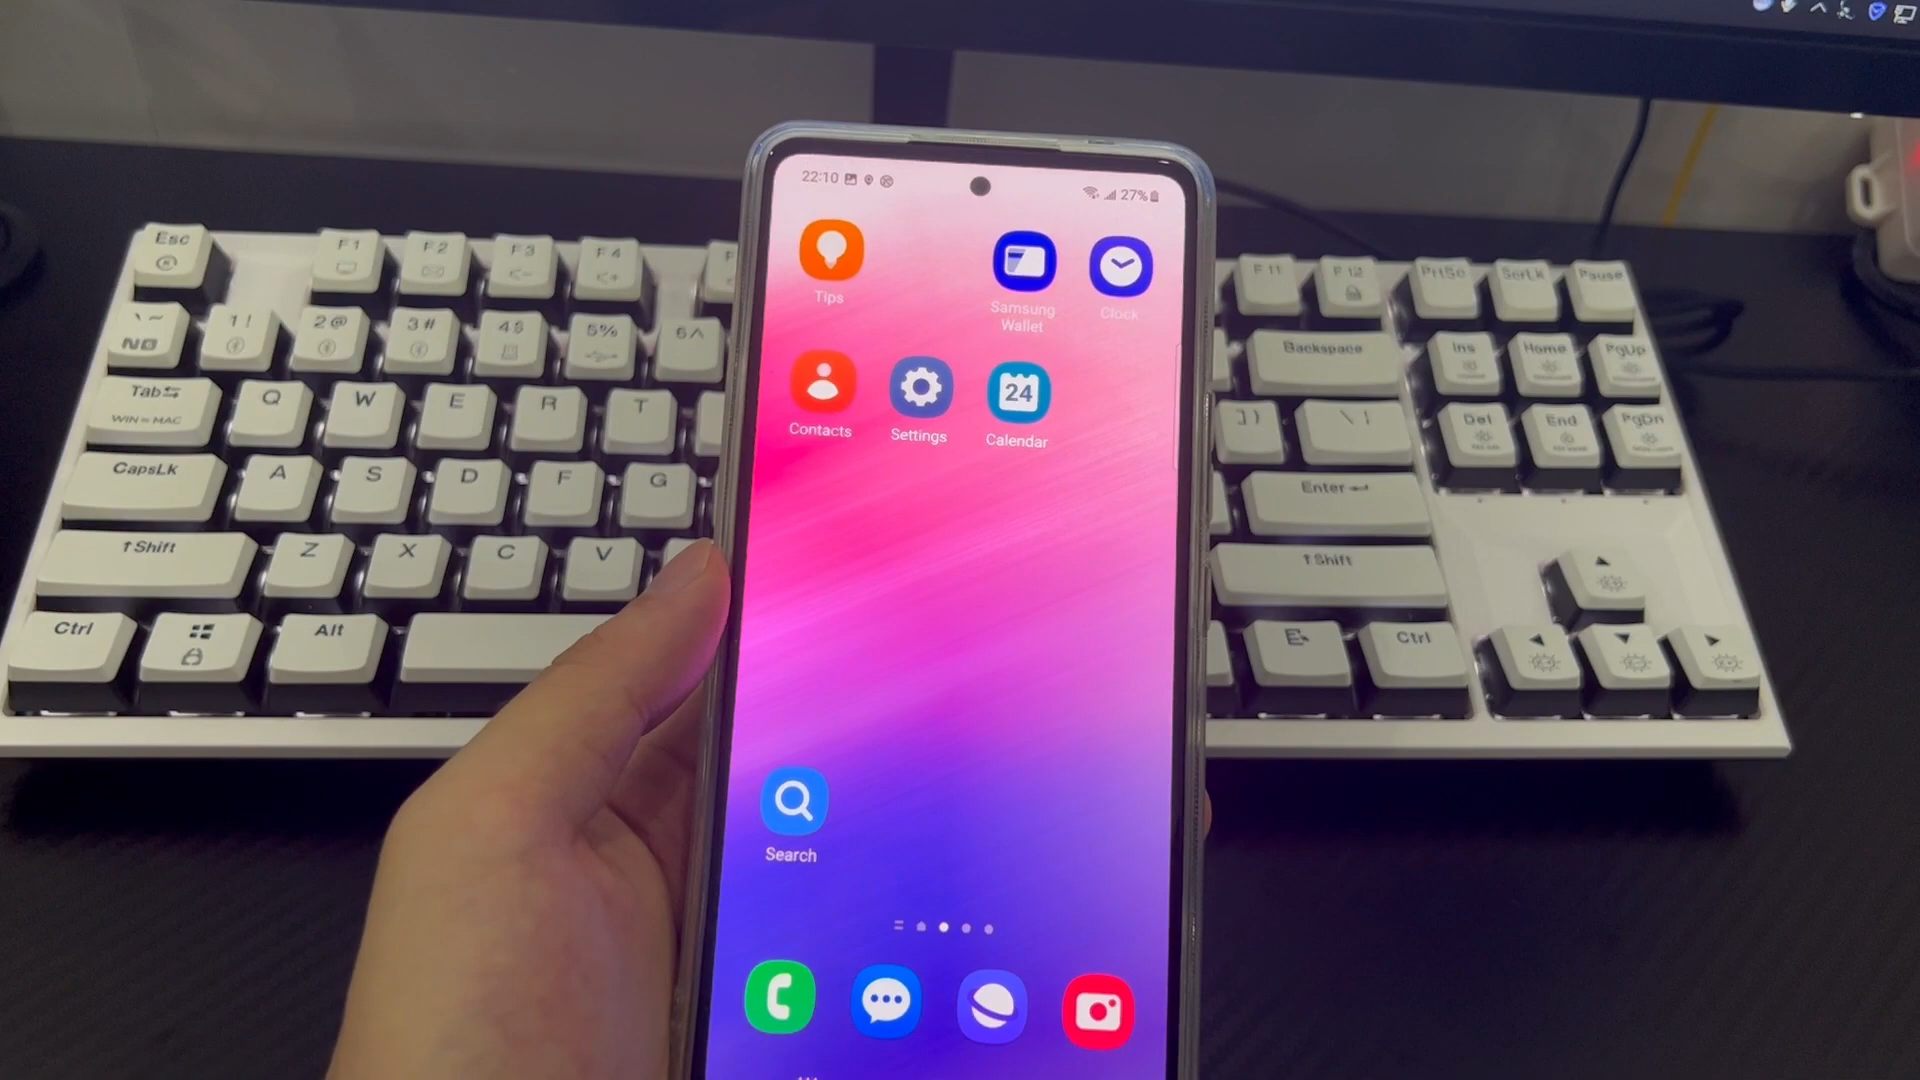 22:10
27%
Tips
Samsung
Wallet
Clock
Contacts
Settings
24
Calendar
Search
Esc
F1
F2
F3
F4
F11
F12
PrtSc
ScrLk
Pause
` ~
1 !
2 @
3 #
4 $
5 %
6 ^
Backspace
Ins
Home
PgUp
Tab
WIN = MAC
Q
W
E
R
T
] }
\ |
Del
End
PgDn
CapsLk
A
S
D
F
G
Enter
Shift
Z
X
C
V
Shift
Ctrl
Alt
Ctrl